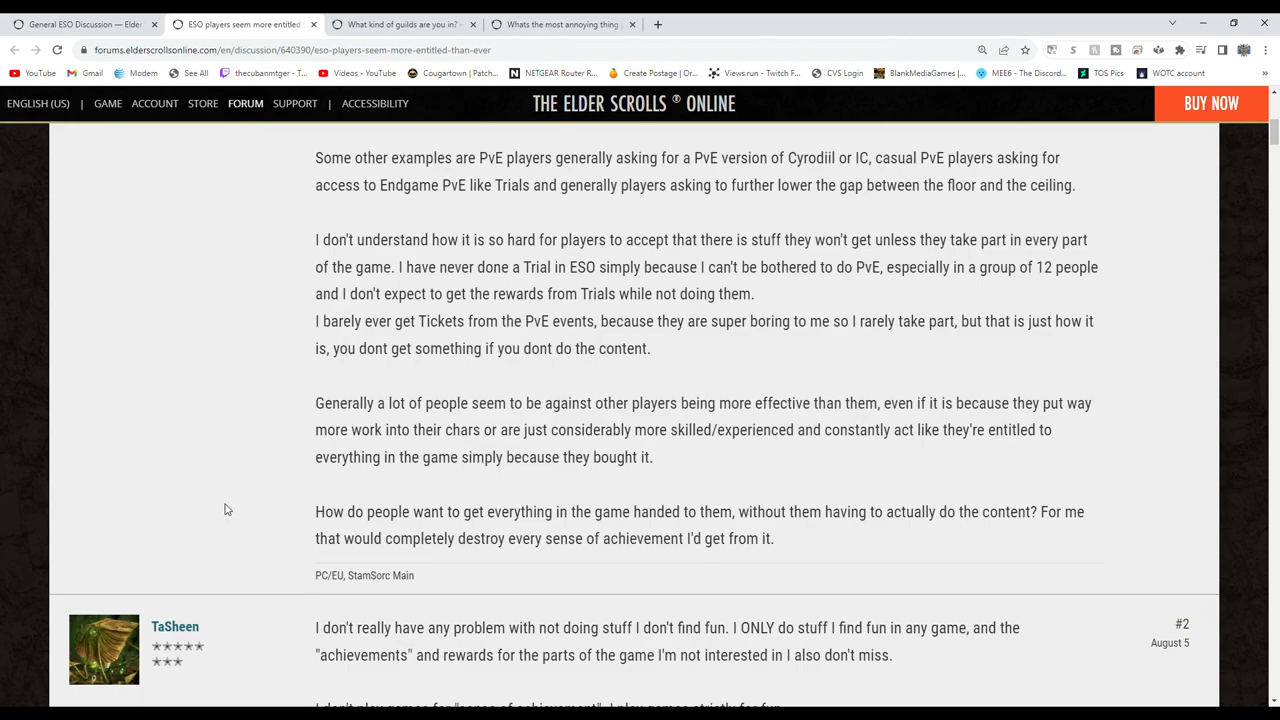 General ESO Discussion — Elder
ESO players seem more entitled
What kind of guilds are you in? –
Whats the most annoying thing
forums.elderscrollsonline.com/en/discussion/640390/eso-players-seem-more-entitled-than-ever
YouTube
Gmail
Modem
See All
thecubanmtger - T...
Videos - YouTube
Cougartown | Patch...
NETGEAR Router R...
Create Postage | Or...
Views.run - Twitch F...
CVS Login
BlankMediaGames |...
MEE6 - The Discord...
TOS Pics
WOTC account
»
ENGLISH (US) | GAME ACCOUNT STORE FORUM SUPPORT | ACCESSIBILITY
THE ELDER SCROLLS ® ONLINE
BUY NOW
Some other examples are PvE players generally asking for a PvE version of Cyrodiil or IC, casual PvE players asking for
access to Endgame PvE like Trials and generally players asking to further lower the gap between the floor and the ceiling.
I don't understand how it is so hard for players to accept that there is stuff they won't get unless they take part in every part
of the game. I have never done a Trial in ESO simply because I can't be bothered to do PvE, especially in a group of 12 people
and I don't expect to get the rewards from Trials while not doing them.
I barely ever get Tickets from the PvE events, because they are super boring to me so I rarely take part, but that is just how it
is, you dont get something if you dont do the content.
Generally a lot of people seem to be against other players being more effective than them, even if it is because they put way
more work into their chars or are just considerably more skilled/experienced and constantly act like they're entitled to
everything in the game simply because they bought it.
How do people want to get everything in the game handed to them, without them having to actually do the content? For me
that would completely destroy every sense of achievement I'd get from it.
PC/EU, StamSorc Main
TaSheen
#2
August 5
I don't really have any problem with not doing stuff I don't find fun. I ONLY do stuff I find fun in any game, and the
"achievements" and rewards for the parts of the game I'm not interested in I also don't miss.
I don't play games for "sense of achievement". I play games strictly for fun.